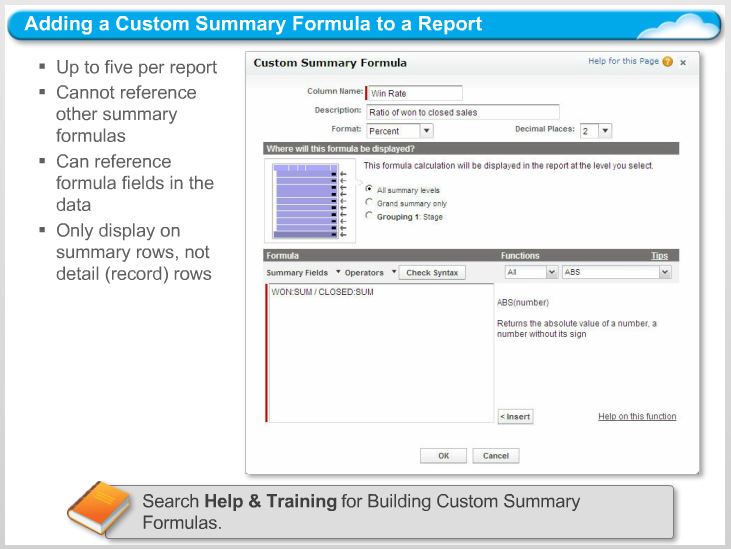 Adding a Custom Summary Formula to a Report
▪ Up to five per report
▪ Cannot reference
other summary
formulas
▪ Can reference
formula fields in the
data
▪ Only display on
summary rows, not
detail (record) rows
Custom Summary Formula
Help for this Page ? x
Column Name: Win Rate
Description: Ratio of won to closed sales
Format: Percent Decimal Places: 2
Where will this formula be displayed?
This formula calculation will be displayed in the report at the level you select.
All summary levels
Grand summary only
Grouping 1: Stage
Formula Functions Tips
Summary Fields Operators Check Syntax All ABS
WON:SUM / CLOSED:SUM
ABS(number)
Returns the absolute value of a number, a
number without its sign
< Insert Help on this function
OK Cancel
Search Help & Training for Building Custom Summary
Formulas.